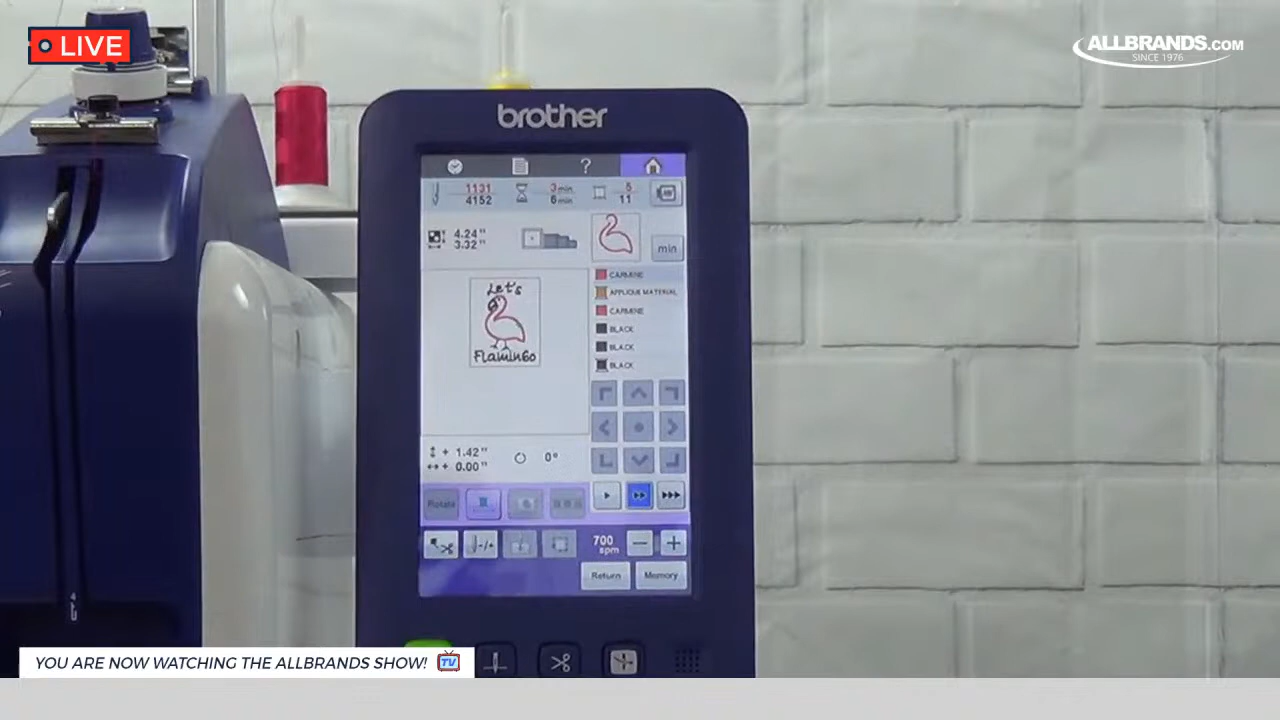 LIVE
ALLBRANDS.COM
SINCE 1976
brother
?
1131
4152
3 min
6 min
5
11
4.24"
3.32"
min
CARMINE
APPLIQUE MATERIAL
CARMINE
BLACK
BLACK
BLACK
Let's
Flamingo
+ 1.42"
+ 0.00"
0°
Rotate
-/+
700
spm
Return
Memory
YOU ARE NOW WATCHING THE ALLBRANDS SHOW! TV